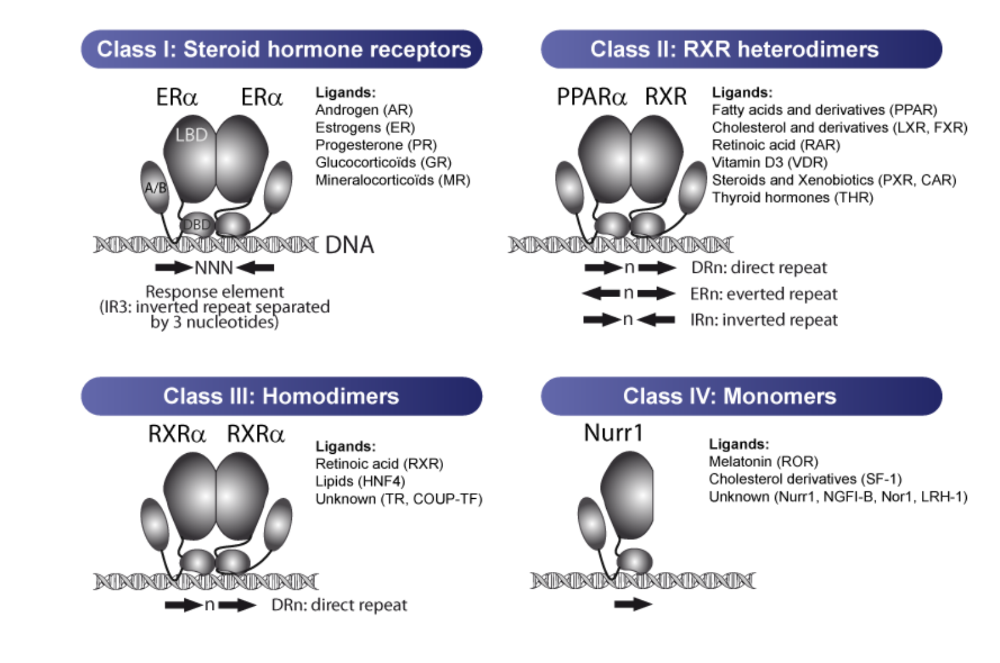 Class I: Steroid hormone receptors
ERα ERα
LBD
A/B
DBD
DNA
NNN
Response element
(IR3: inverted repeat separated
by 3 nucleotides)
Ligands:
Androgen (AR)
Estrogens (ER)
Progesterone (PR)
Glucocorticoïds (GR)
Mineralocorticoïds (MR)
Class II: RXR heterodimers
PPARα RXR
Ligands:
Fatty acids and derivatives (PPAR)
Cholesterol and derivatives (LXR, FXR)
Retinoic acid (RAR)
Vitamin D3 (VDR)
Steroids and Xenobiotics (PXR, CAR)
Thyroid hormones (THR)
n DRn: direct repeat
n ERn: everted repeat
n IRn: inverted repeat
Class III: Homodimers
RXRα RXRα
Ligands:
Retinoic acid (RXR)
Lipids (HNF4)
Unknown (TR, COUP-TF)
n DRn: direct repeat
Class IV: Monomers
Nurr1
Ligands:
Melatonin (ROR)
Cholesterol derivatives (SF-1)
Unknown (Nurr1, NGFI-B, Nor1, LRH-1)